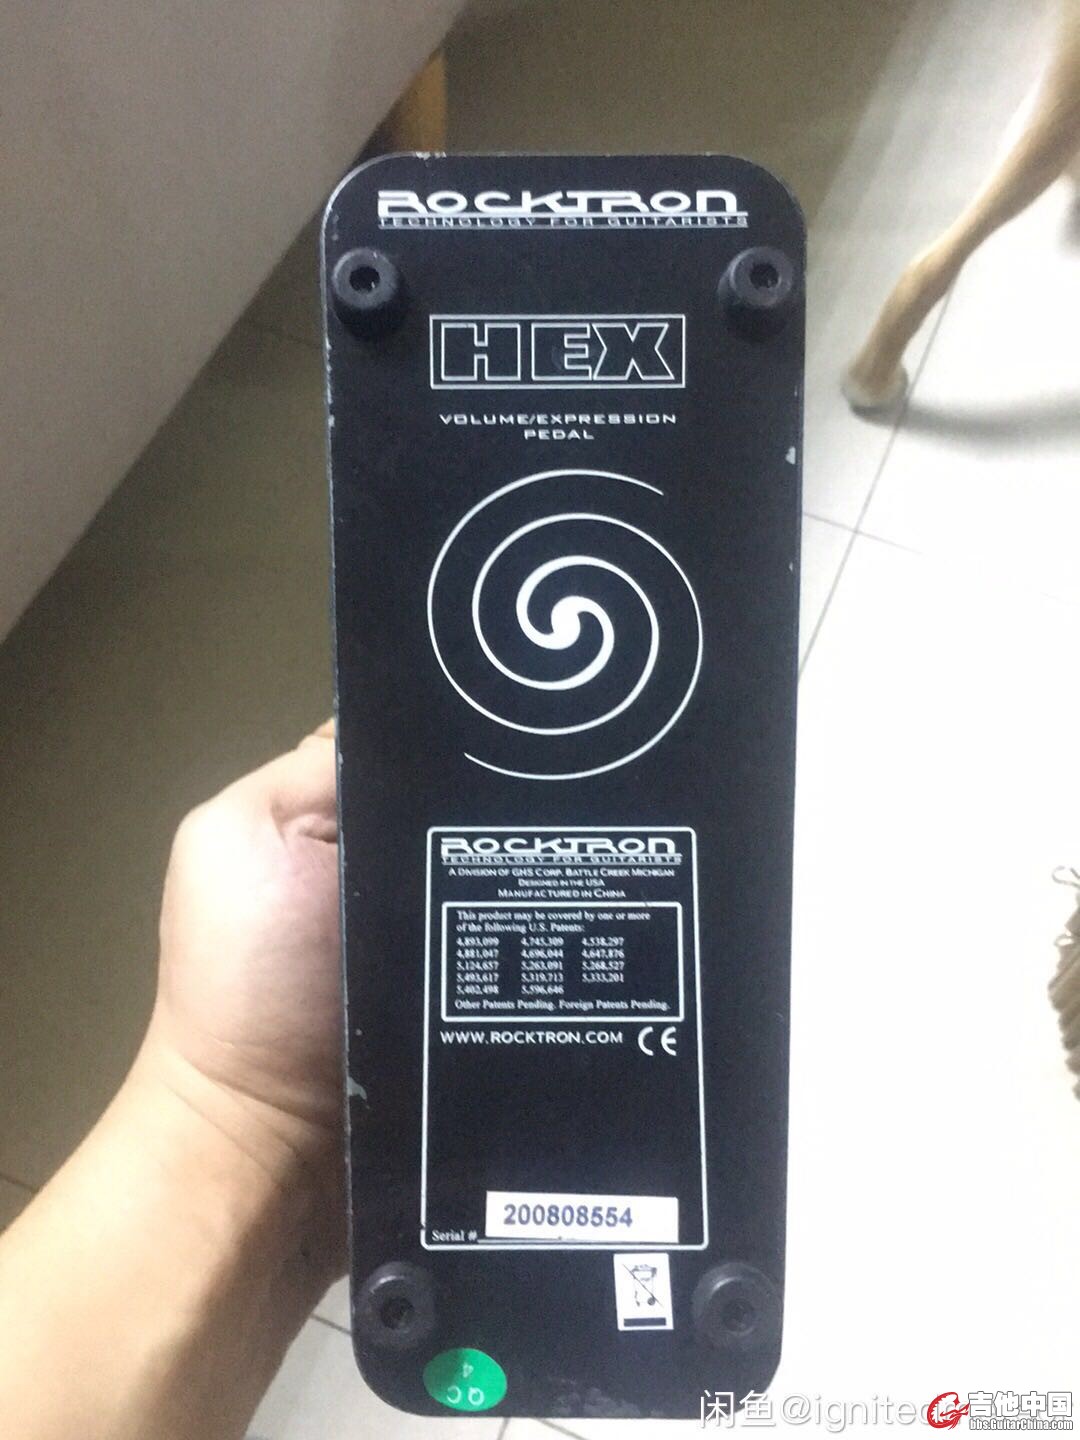 ROCKTRON
TECHNOLOGY FOR GUITARISTS
HEX
VOLUME/EXPRESSION
PEDAL
ROCKTRON
TECHNOLOGY FOR GUITARISTS
A DIVISION OF GHS CORP. BATTLE CREEK MICHIGAN
DESIGNED IN THE USA
MANUFACTURED IN CHINA
This product may be covered by one or more
of the following U.S. Patents:
4,893,099 4,745,309 4,538,297
4,881,047 4,696,044 4,647,876
5,124,657 5,263,091 5,268,527
5,493,617 5,319,713 5,333,201
5,402,498 5,596,646
Other Patents Pending. Foreign Patents Pending.
WWW.ROCKTRON.COM CE
200808554
Serial #
QC
4
闲鱼@ignitec
吉他中国
bbs.GuitarChina.com